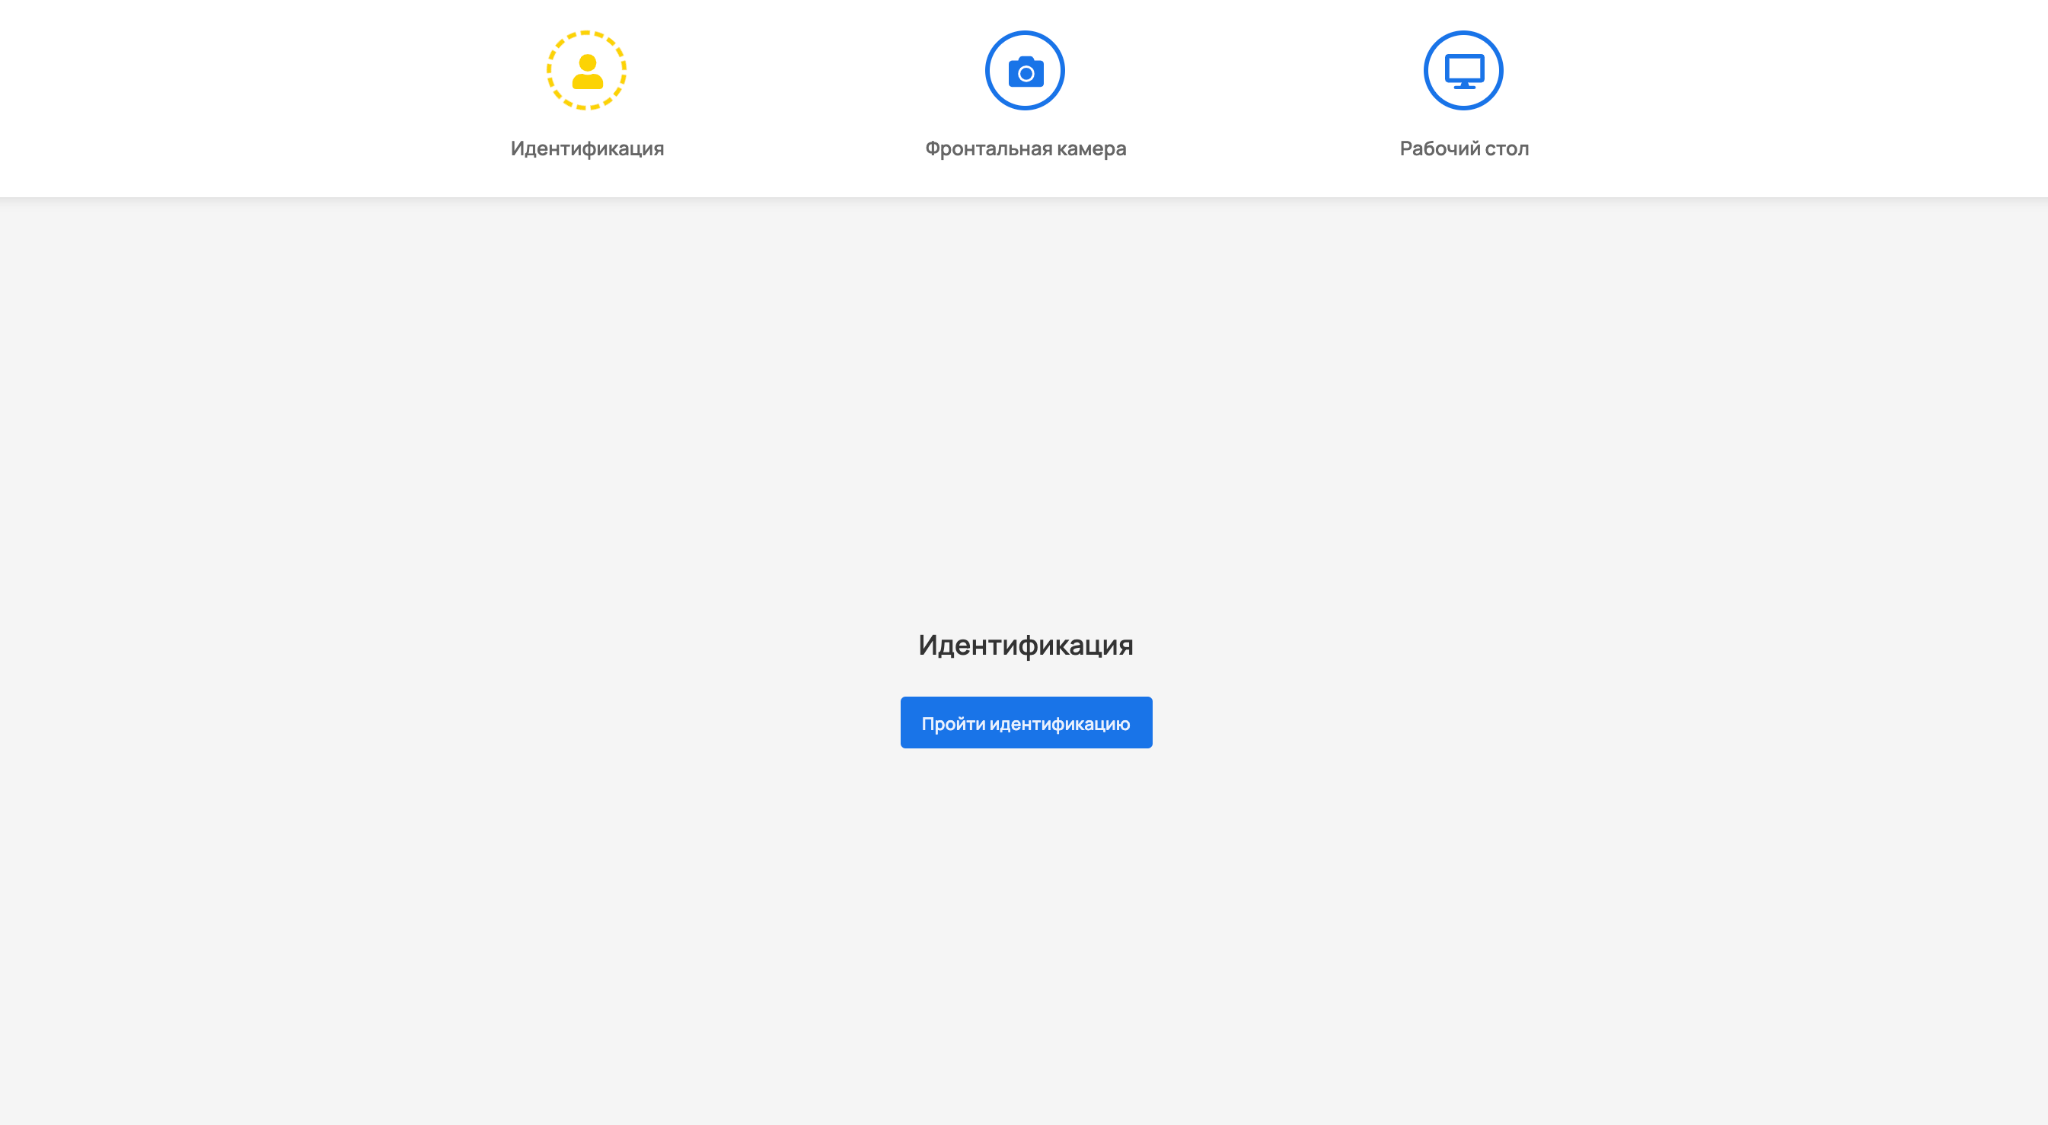 Идентификация
Фронтальная камера
Рабочий стол
Идентификация
Пройти идентификацию